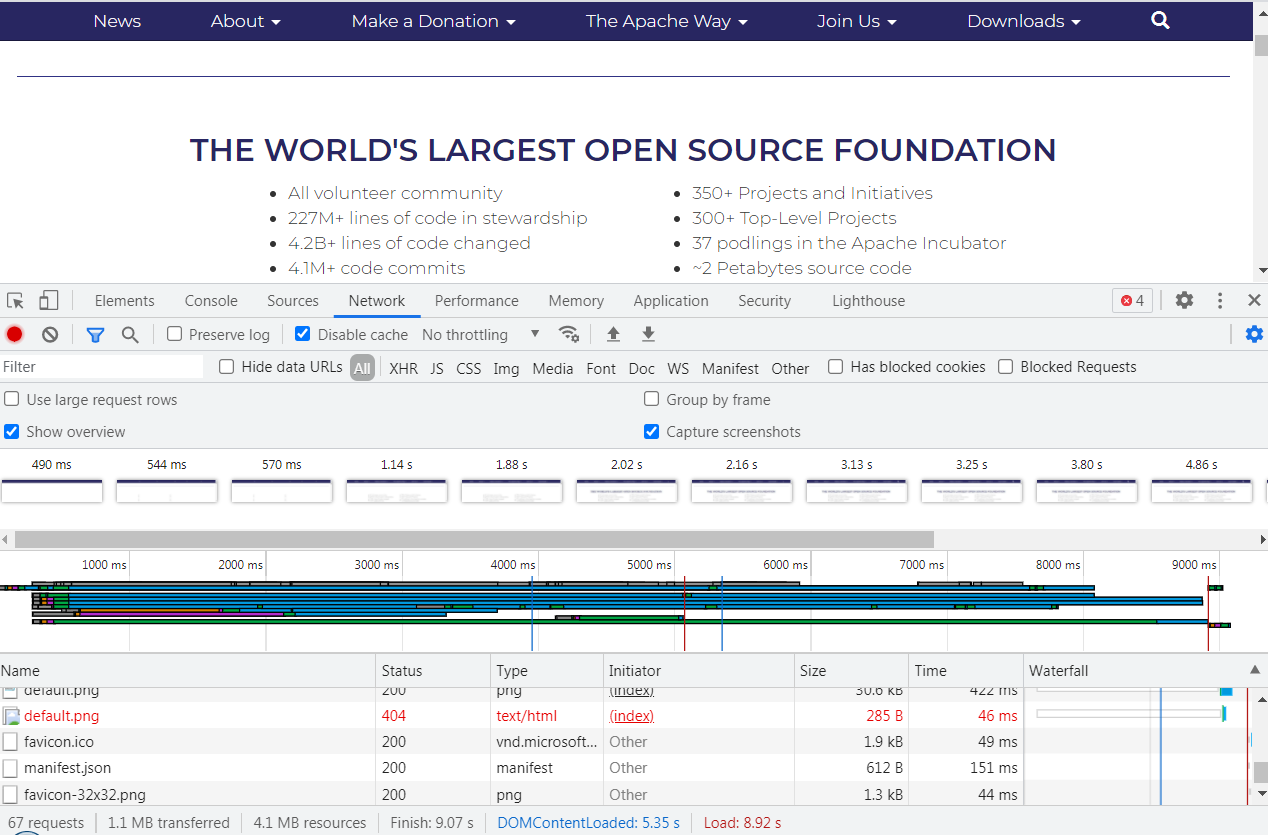 News About Make a Donation The Apache Way Join Us Downloads
THE WORLD'S LARGEST OPEN SOURCE FOUNDATION
All volunteer community
227M+ lines of code in stewardship
4.2B+ lines of code changed
4.1M+ code commits
350+ Projects and Initiatives
300+ Top-Level Projects
37 podlings in the Apache Incubator
~2 Petabytes source code
Elements Console Sources Network Performance Memory Application Security Lighthouse 4
Preserve log Disable cache No throttling
Filter Hide data URLs All XHR JS CSS Img Media Font Doc WS Manifest Other Has blocked cookies Blocked Requests
Use large request rows Group by frame
Show overview Capture screenshots
490 ms 544 ms 570 ms 1.14 s 1.88 s 2.02 s 2.16 s 3.13 s 3.25 s 3.80 s 4.86 s
1000 ms 2000 ms 3000 ms 4000 ms 5000 ms 6000 ms 7000 ms 8000 ms 9000 ms
Name Status Type Initiator Size Time Waterfall
default.png 200 png (index) 30.6 kB 422 ms
default.png 404 text/html (index) 285 B 46 ms
favicon.ico 200 vnd.microsoft... Other 1.9 kB 49 ms
manifest.json 200 manifest Other 612 B 151 ms
favicon-32x32.png 200 png Other 1.3 kB 44 ms
67 requests 1.1 MB transferred 4.1 MB resources Finish: 9.07 s DOMContentLoaded: 5.35 s Load: 8.92 s